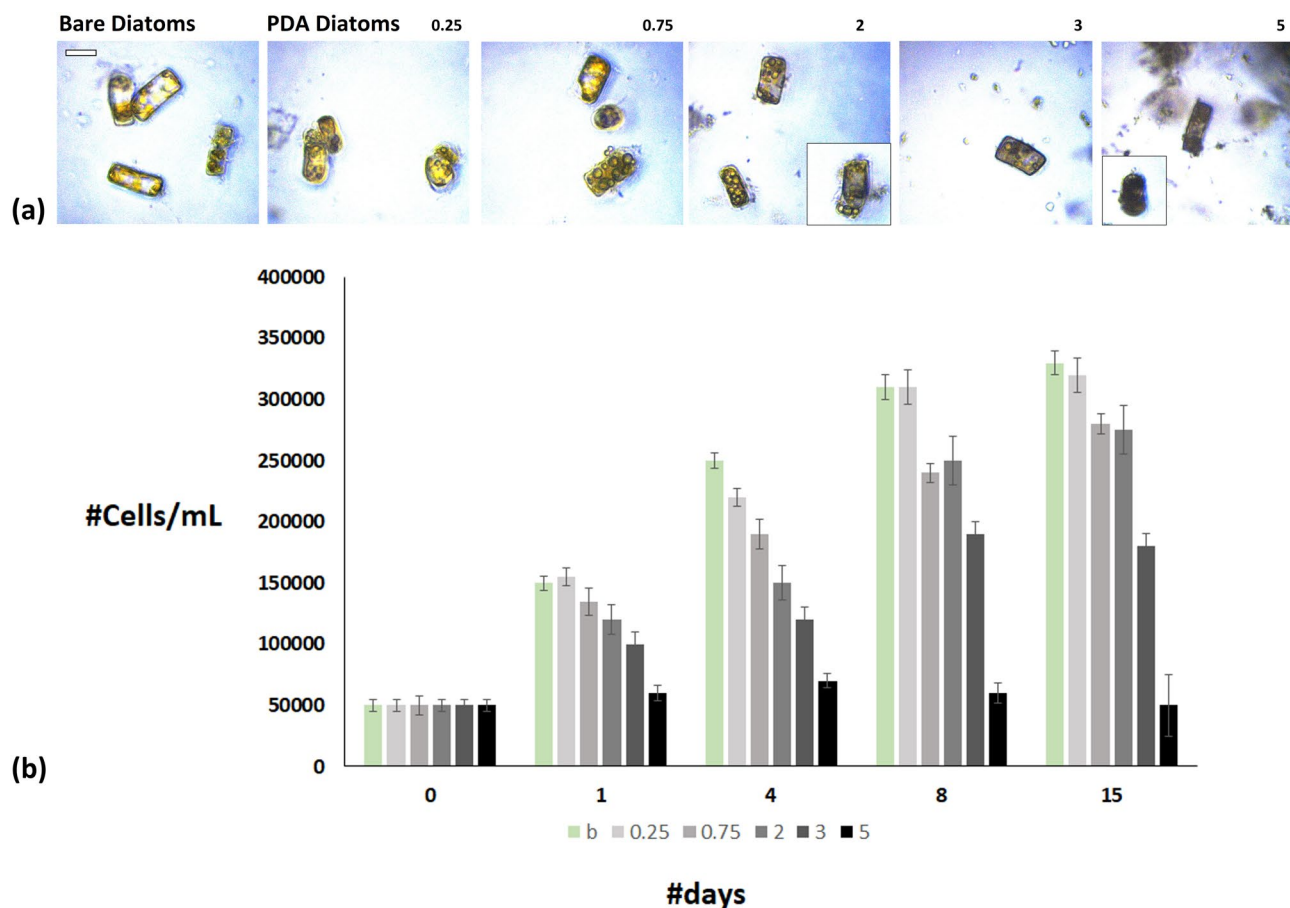 Bare Diatoms PDA Diatoms 0.25 0.75 2 3 5
(a)
400000
350000
300000
250000
#Cells/mL
200000
150000
100000
50000
(b)
0
0 1 4 8 15
b 0.25 0.75 2 3 5
#days